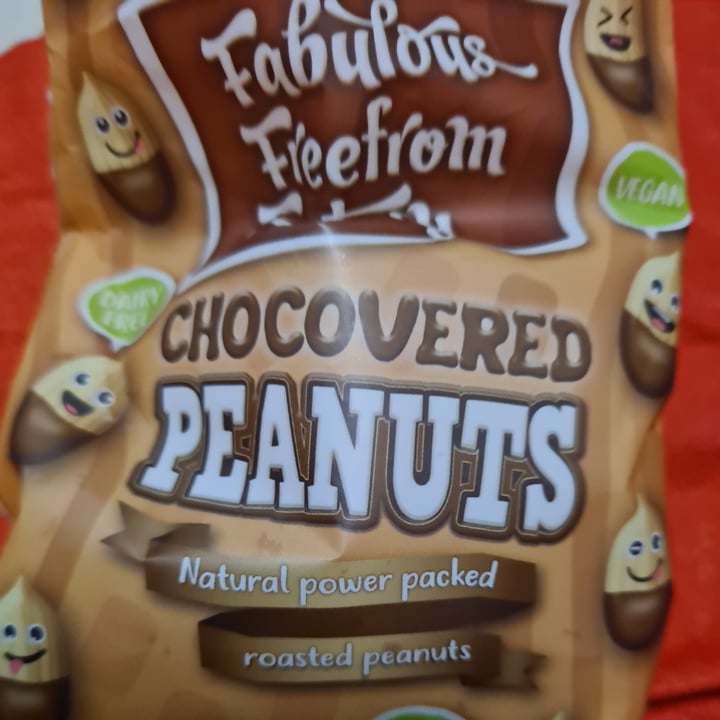 Fabulous
Freefrom
VEGAN
DAIRY
FREE
CHOCOVERED
PEANUTS
Natural power packed
roasted peanuts